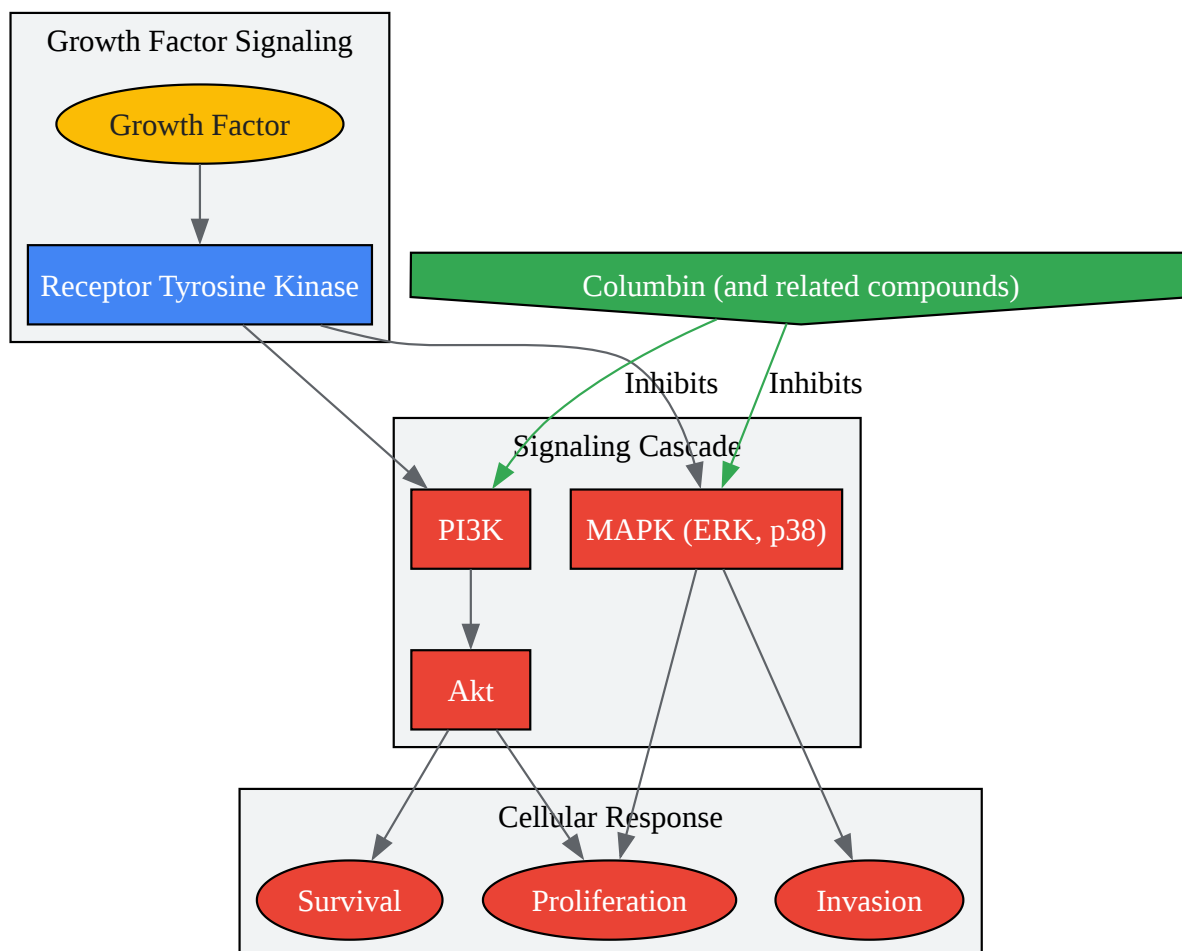 Growth Factor Signaling
Growth Factor
Receptor Tyrosine Kinase
Columbin (and related compounds)
Inhibits
Inhibits
Signaling Cascade
PI3K
MAPK (ERK, p38)
Akt
Cellular Response
Survival
Proliferation
Invasion